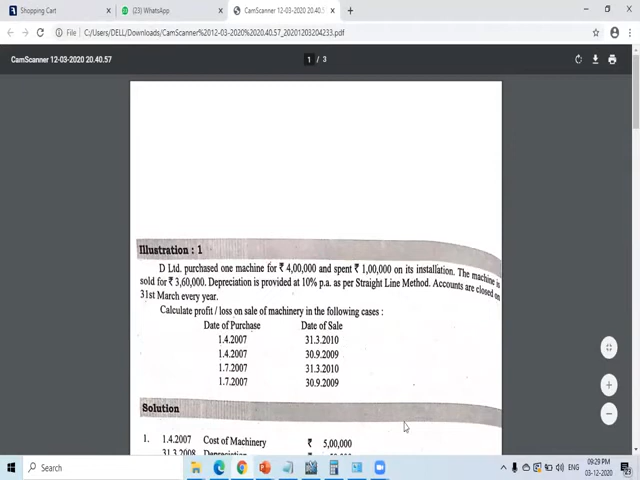 Shopping Cart
(23) WhatsApp
CamScanner 12-03-2020 20.40.5
File
C:/Users/DELL/Downloads/CamScanner%2012-03-2020%2020.40.57_20201203204233.pdf
CamScanner 12-03-2020 20.40.57
1 / 3
Illustration : 1
D Ltd. purchased one machine for ₹ 4,00,000 and spent ₹ 1,00,000 on its installation. The machine is
sold for ₹ 3,60,000. Depreciation is provided at 10% p.a. as per Straight Line Method. Accounts are closed on
31st March every year.
Calculate profit / loss on sale of machinery in the following cases :
Date of Purchase Date of Sale
1.4.2007 31.3.2010
1.4.2007 30.9.2009
1.7.2007 31.3.2010
1.7.2007 30.9.2009
Solution
1. 1.4.2007 Cost of Machinery ₹ 5,00,000
31.3.2008 Depreciation
Search
ENG
09:29 PM
03-12-2020